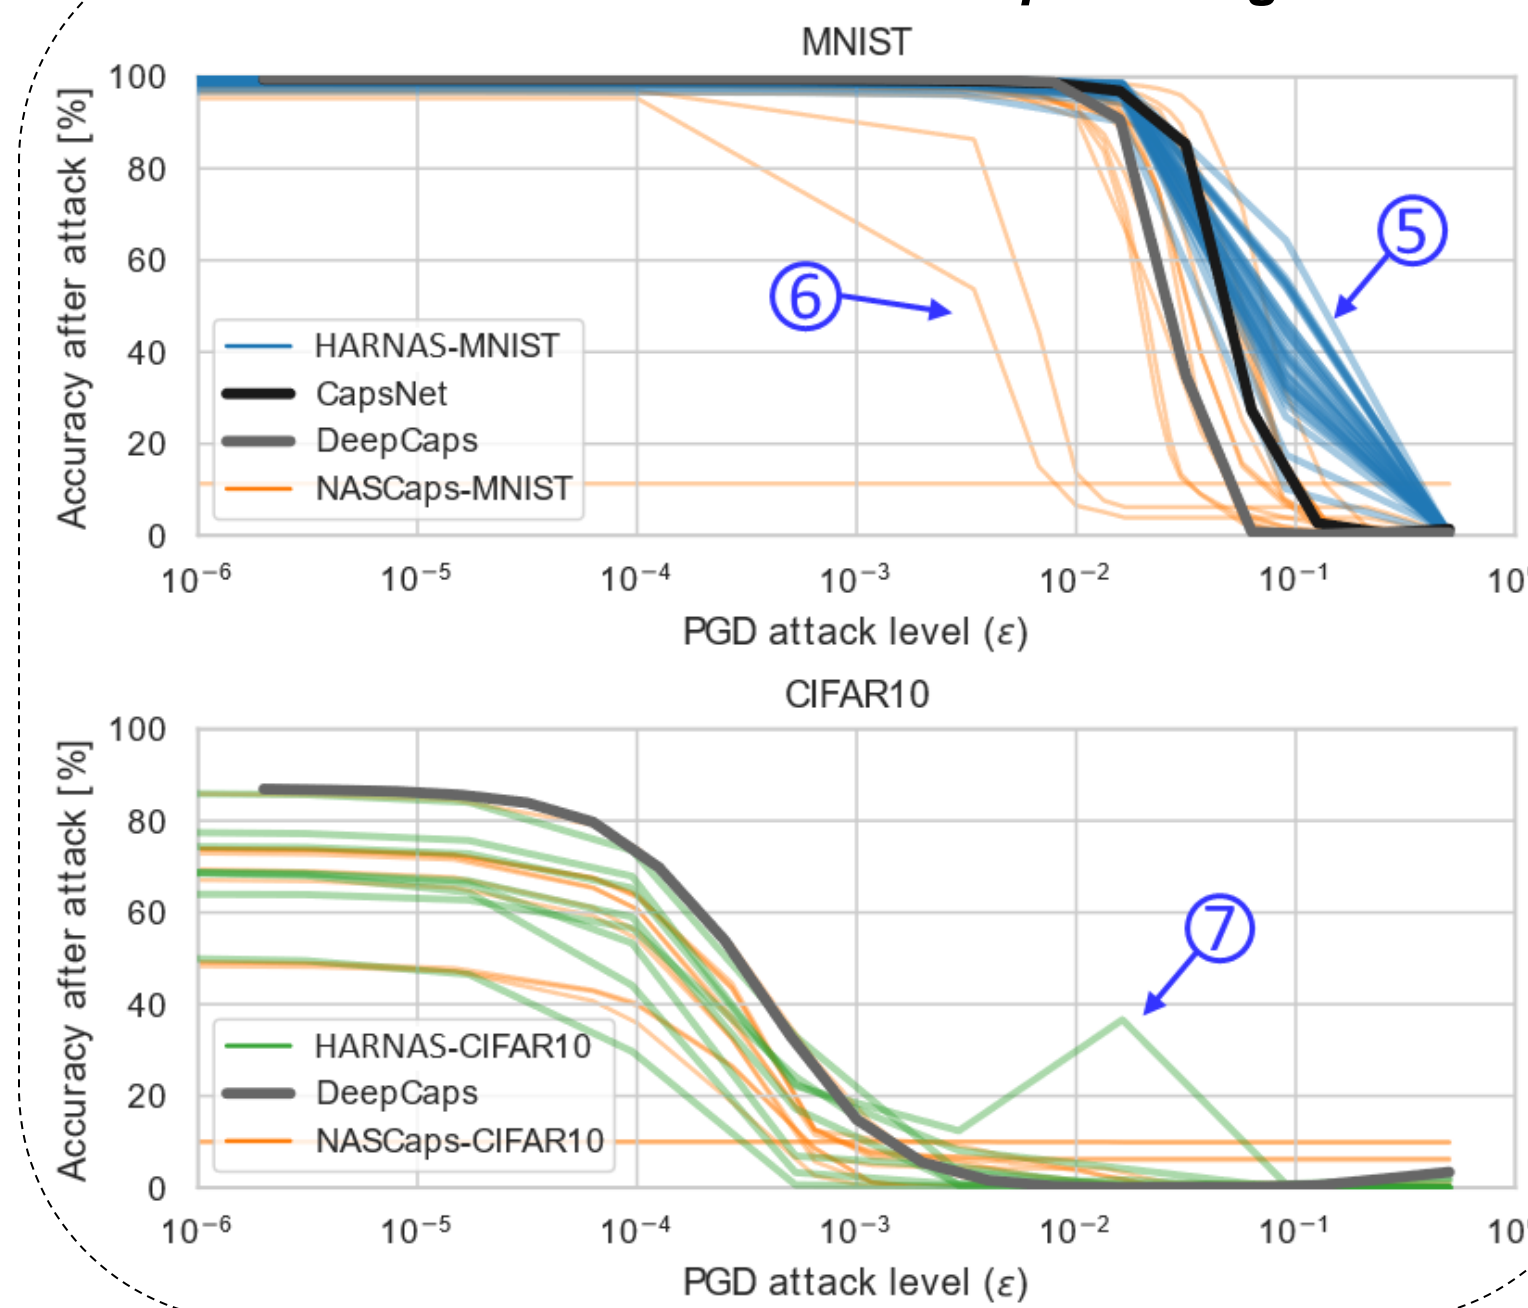 MNIST
Accuracy after attack [%]
100
80
60
40
20
0
⑤
⑥
HARNAS-MNIST
CapsNet
DeepCaps
NASCaps-MNIST
10⁻⁶ 10⁻⁵ 10⁻⁴ 10⁻³ 10⁻² 10⁻¹
PGD attack level (ε)
CIFAR10
Accuracy after attack [%]
100
80
60
40
20
0
⑦
HARNAS-CIFAR10
DeepCaps
NASCaps-CIFAR10
10⁻⁶ 10⁻⁵ 10⁻⁴ 10⁻³ 10⁻² 10⁻¹
PGD attack level (ε)